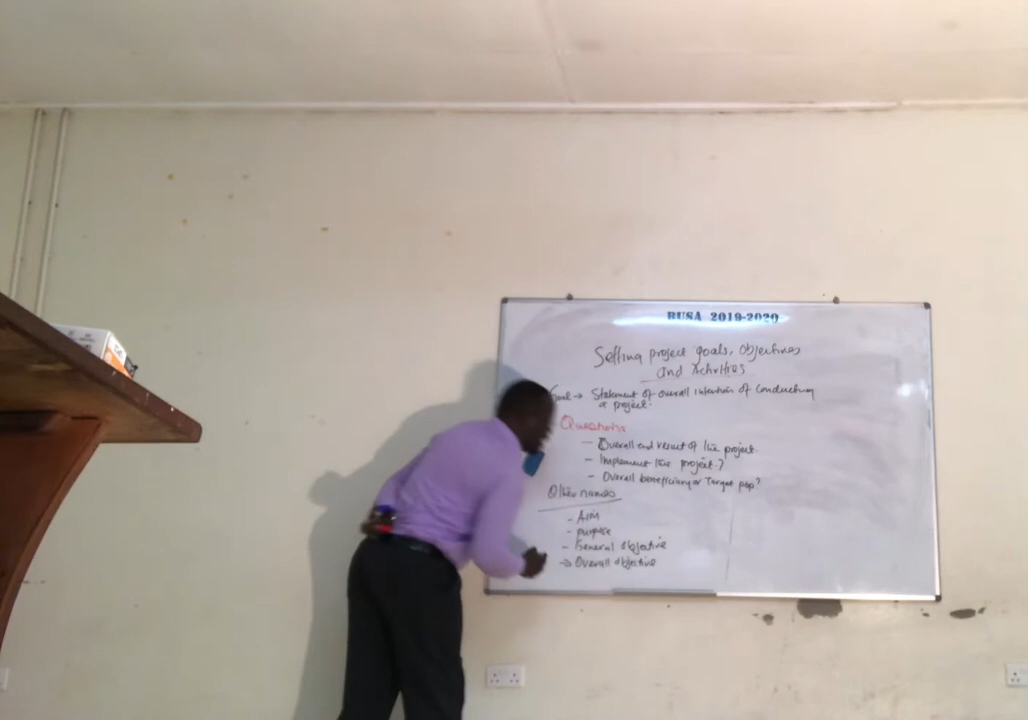 BUSA 2019-2020
Setting project goals, Objectives
and Activities
Goal → Statement of overall intention of conducting
a project.
Questions
- Overall end result of the project
- Implement the project?
- Overall beneficiary or Target pop?
Other names
- Aim
- purpose
- General objective
→ Overall objective